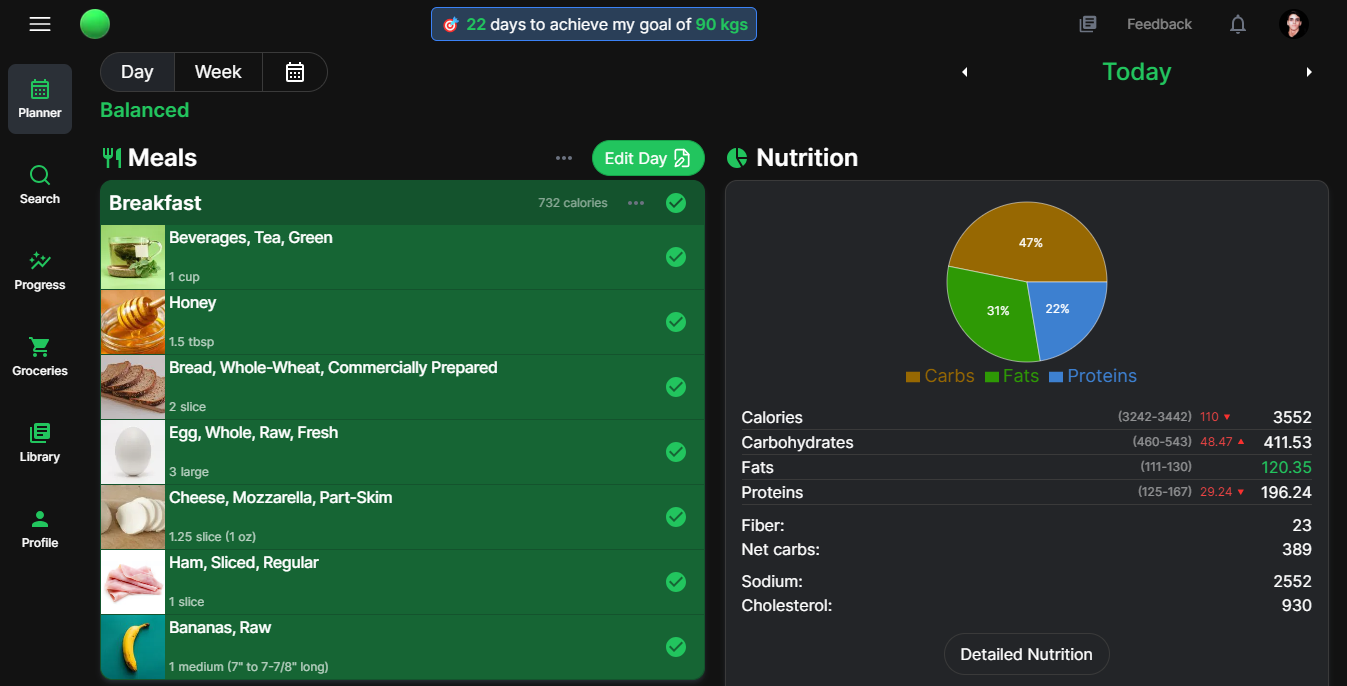 22 days to achieve my goal of 90 kgs
Feedback
Day
Week
Today
Planner
Search
Progress
Groceries
Library
Profile
Balanced
Meals
Edit Day
Breakfast
732 calories
Beverages, Tea, Green
1 cup
Honey
1.5 tbsp
Bread, Whole-Wheat, Commercially Prepared
2 slice
Egg, Whole, Raw, Fresh
3 large
Cheese, Mozzarella, Part-Skim
1.25 slice (1 oz)
Ham, Sliced, Regular
1 slice
Bananas, Raw
1 medium (7" to 7-7/8" long)
Nutrition
47%
31%
22%
Carbs Fats Proteins
Calories (3242-3442) 110 ▼ 3552
Carbohydrates (460-543) 48.47 ▲ 411.53
Fats (111-130) 120.35
Proteins (125-167) 29.24 ▼ 196.24
Fiber: 23
Net carbs: 389
Sodium: 2552
Cholesterol: 930
Detailed Nutrition